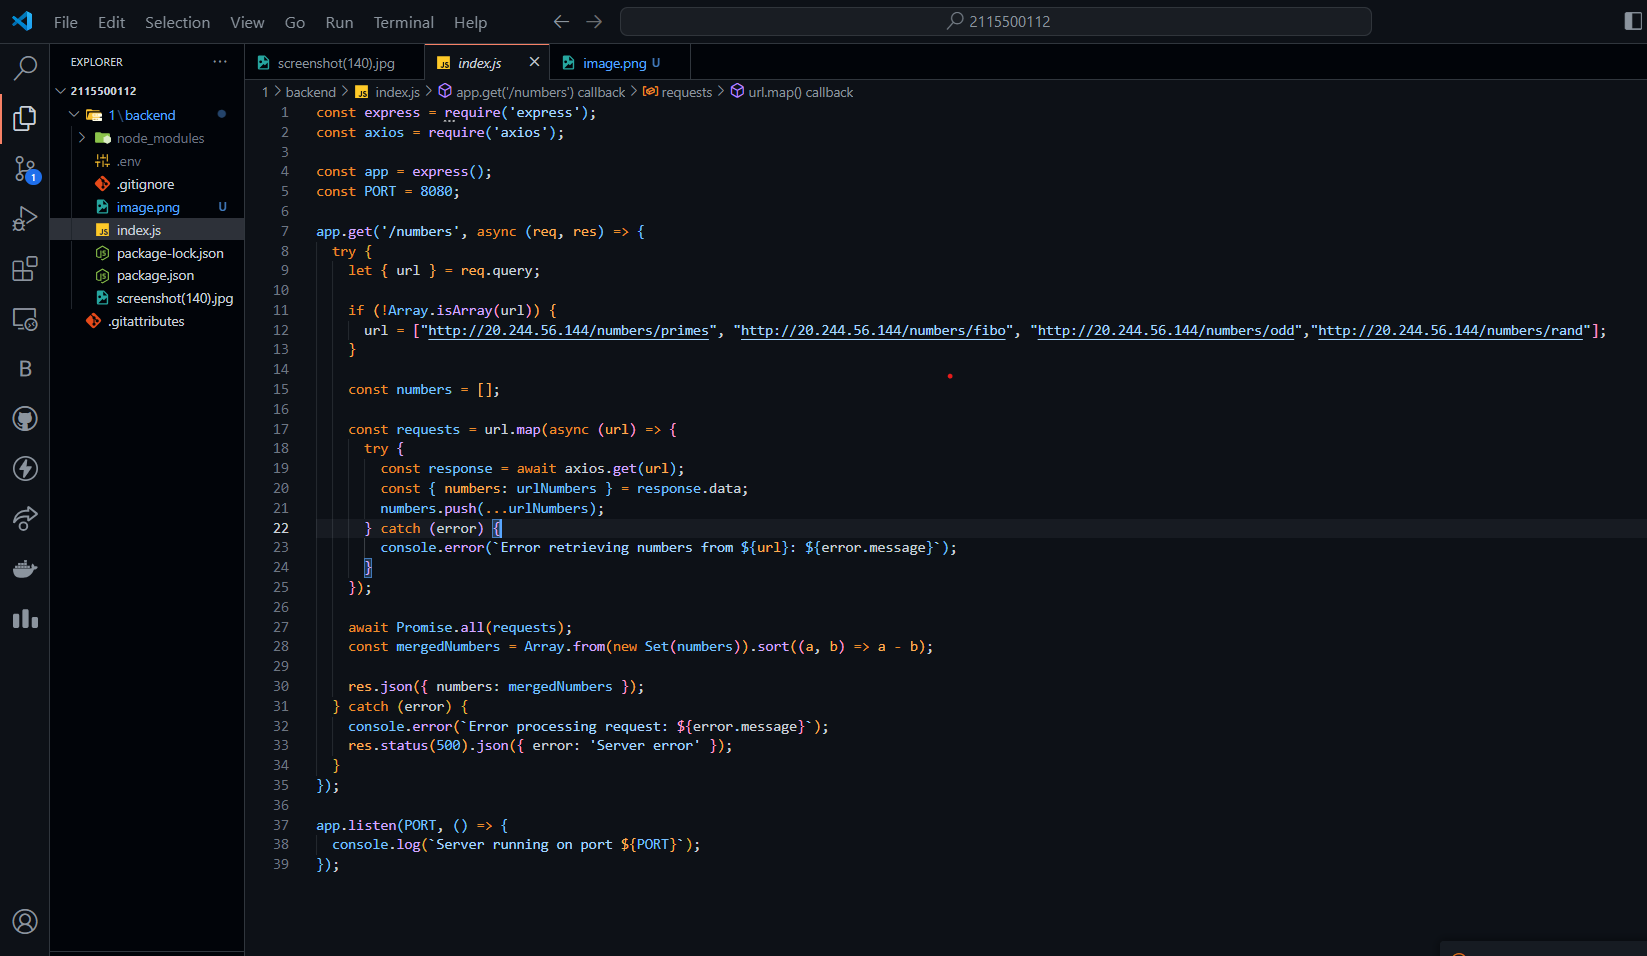 File Edit Selection View Go Run Terminal Help
2115500112
EXPLORER ...
2115500112
1 \ backend
node_modules
.env
.gitignore
image.png U
index.js
package-lock.json
package.json
screenshot(140).jpg
.gitattributes
1
B
screenshot(140).jpg
index.js
image.png U
1 > backend > index.js > app.get('/numbers') callback > requests > url.map() callback
1 const express = require('express');
2 const axios = require('axios');
3
4 const app = express();
5 const PORT = 8080;
6
7 app.get('/numbers', async (req, res) => {
8 try {
9 let { url } = req.query;
10
11 if (!Array.isArray(url)) {
12 url = ["http://20.244.56.144/numbers/primes", "http://20.244.56.144/numbers/fibo", "http://20.244.56.144/numbers/odd","http://20.244.56.144/numbers/rand"];
13 }
14
15 const numbers = [];
16
17 const requests = url.map(async (url) => {
18 try {
19 const response = await axios.get(url);
20 const { numbers: urlNumbers } = response.data;
21 numbers.push(...urlNumbers);
22 } catch (error) {
23 console.error(`Error retrieving numbers from ${url}: ${error.message}`);
24 }
25 });
26
27 await Promise.all(requests);
28 const mergedNumbers = Array.from(new Set(numbers)).sort((a, b) => a - b);
29
30 res.json({ numbers: mergedNumbers });
31 } catch (error) {
32 console.error(`Error processing request: ${error.message}`);
33 res.status(500).json({ error: 'Server error' });
34 }
35 });
36
37 app.listen(PORT, () => {
38 console.log(`Server running on port ${PORT}`);
39 });